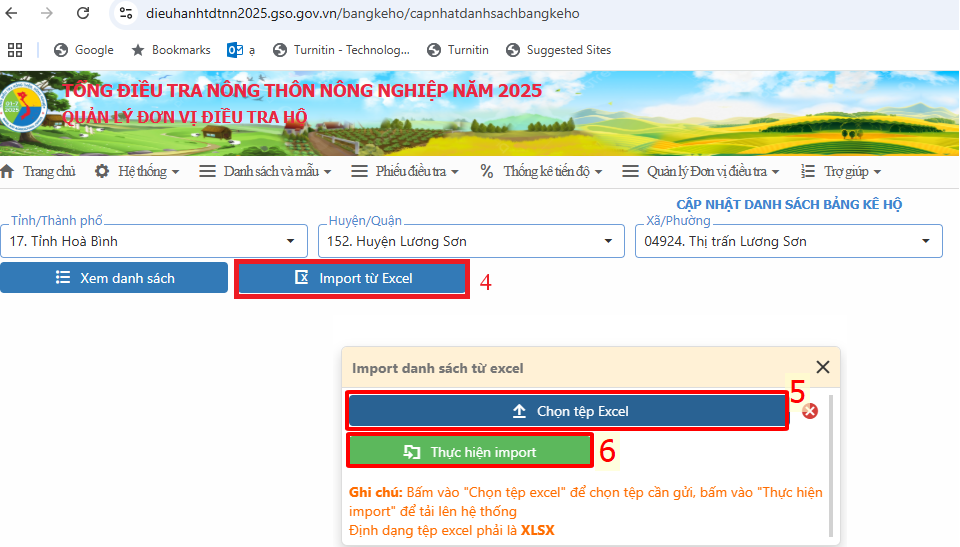 dieuhanhtdtnn2025.gso.gov.vn/bangkeho/capnhatdanhsachbangkeho
Google Bookmarks ạ Turnitin - Technolog... Turnitin Suggested Sites
TỔNG ĐIỀU TRA NÔNG THÔN NÔNG NGHIỆP NĂM 2025
QUẢN LÝ ĐƠN VỊ ĐIỀU TRA HỘ
01-7
2025
Trang chủ Hệ thống Danh sách và mẫu Phiếu điều tra Thống kê tiến độ Quản lý Đơn vị điều tra Trợ giúp
CẬP NHẬT DANH SÁCH BẢNG KÊ HỘ
Tỉnh/Thành phố Huyện/Quận Xã/Phường
17. Tỉnh Hoà Bình 152. Huyện Lương Sơn 04924. Thị trấn Lương Sơn
Xem danh sách Import từ Excel 4
Import danh sách từ excel
5
Chọn tệp Excel
Thực hiện import 6
Ghi chú: Bấm vào "Chọn tệp excel" để chọn tệp cần gửi, bấm vào "Thực hiện
import" để tải lên hệ thống
Định dạng tệp excel phải là XLSX